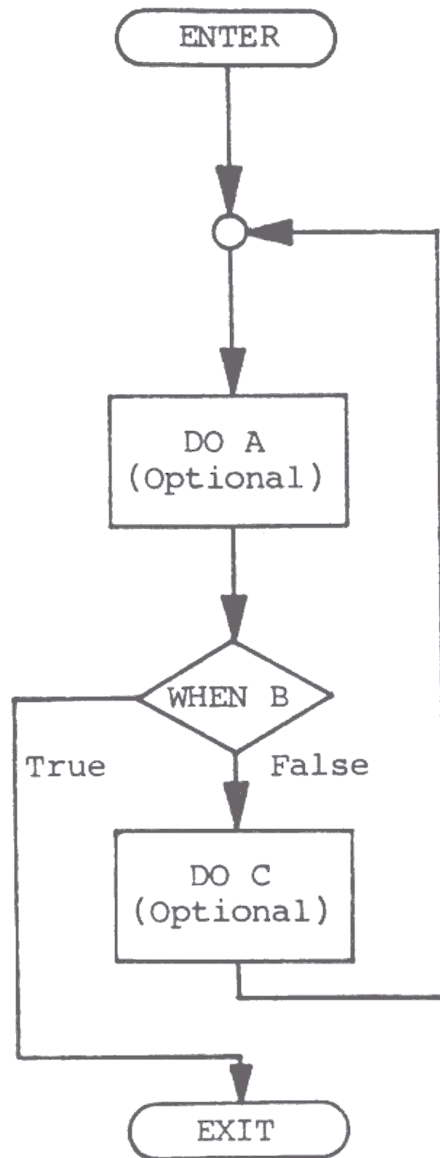 ENTER
DO A
(Optional)
WHEN B
True
False
DO C
(Optional)
EXIT